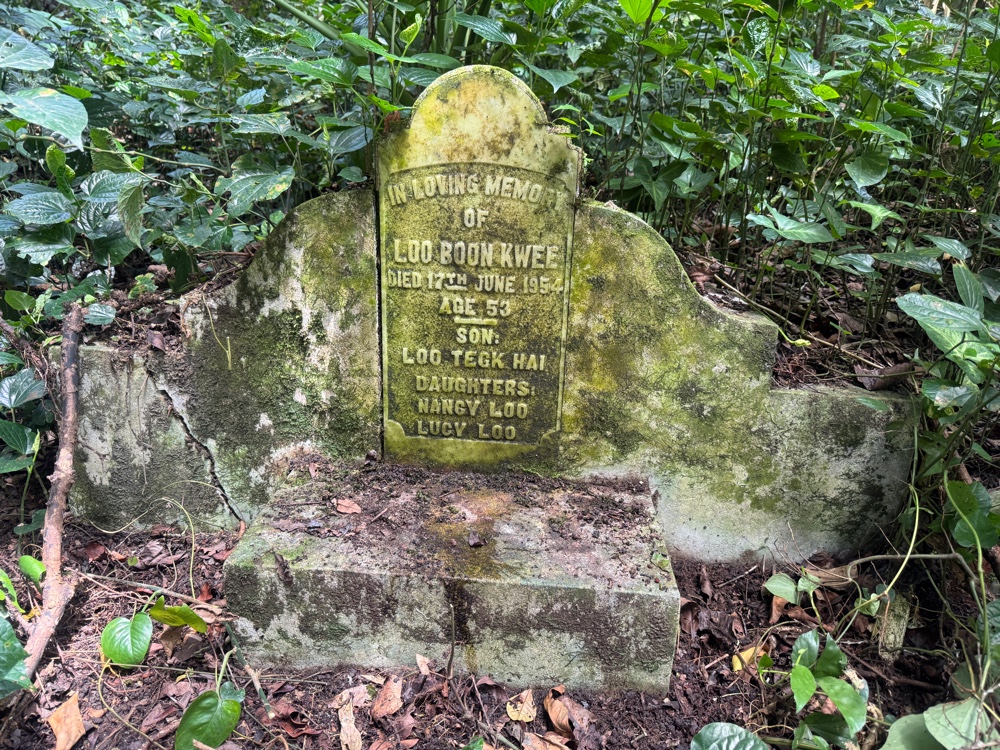 IN LOVING MEMORY
OF
LOO BOON KWEE
DIED 17TH JUNE 1954
AGE 53
SON:
LOO TEGK HAI
DAUGHTERS:
NANCY LOO
LUCY LOO